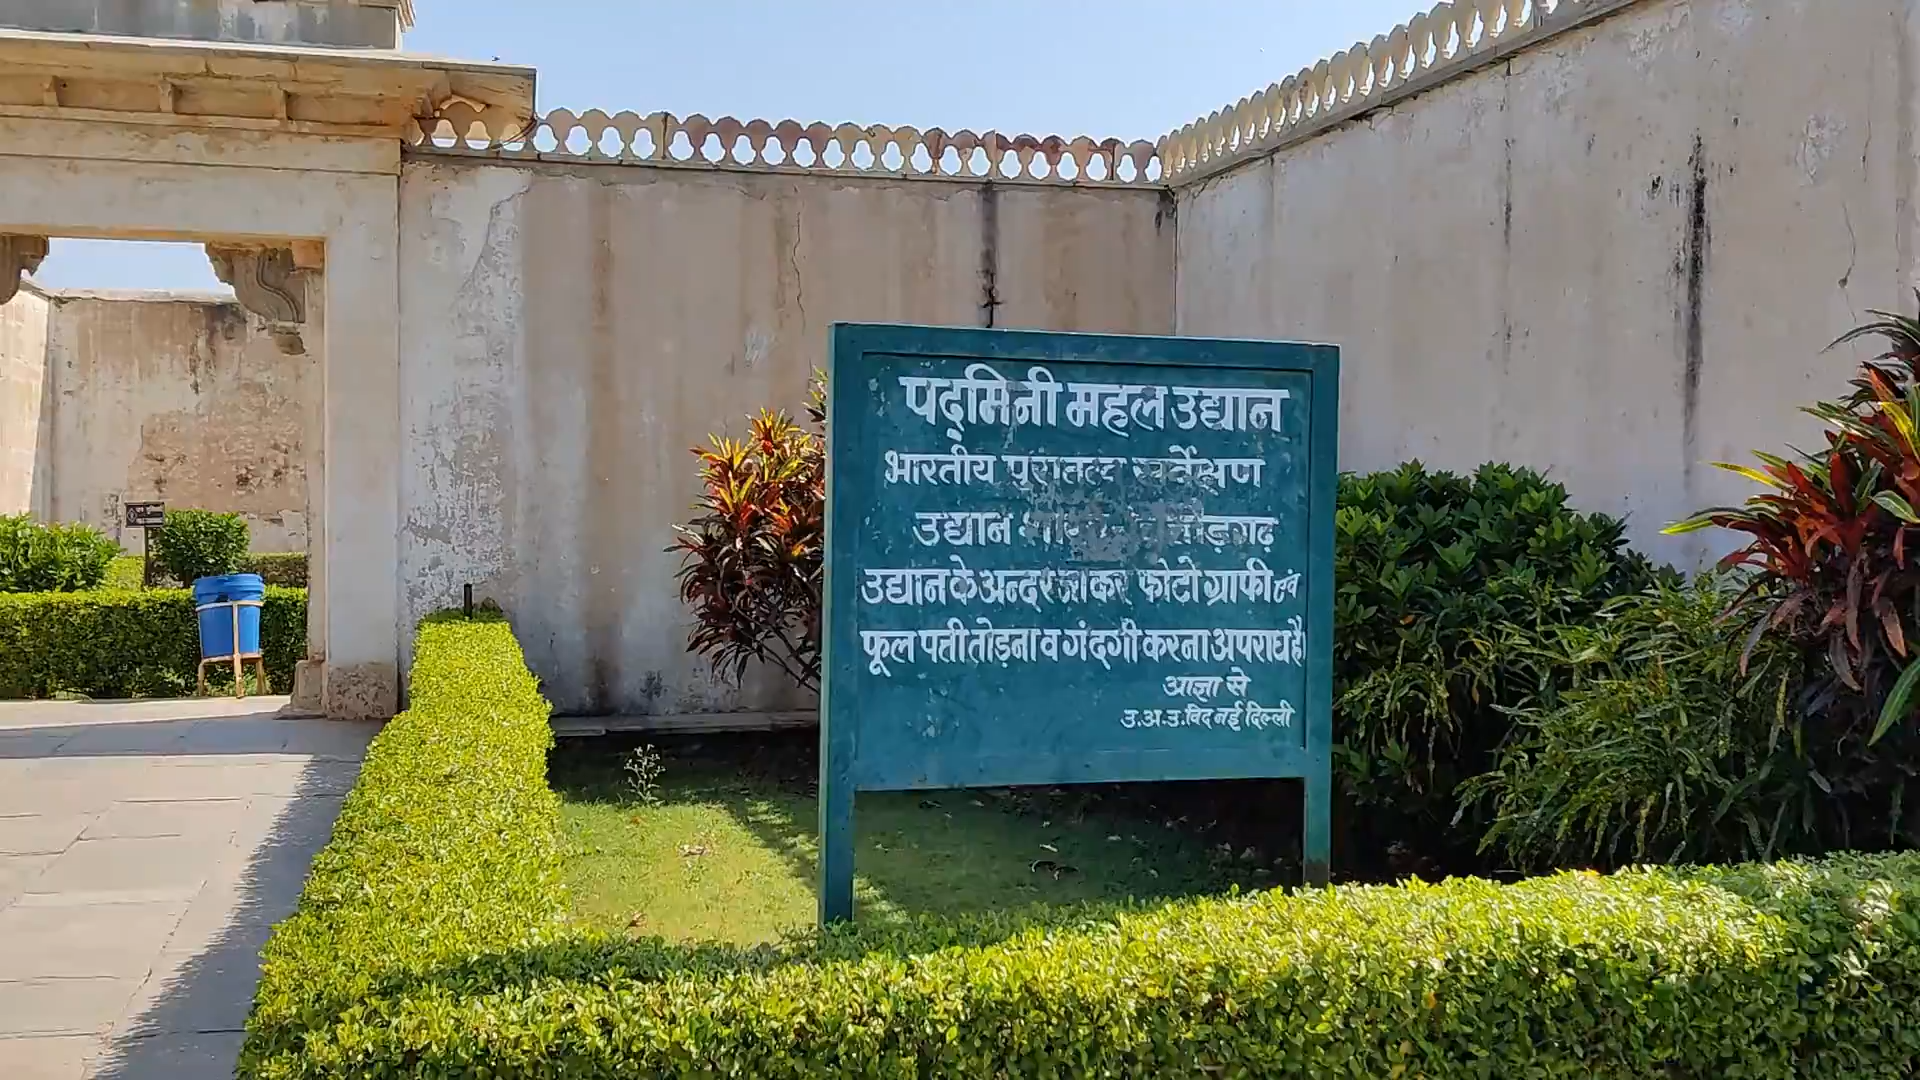 पद्मिनी महल उद्यान
भारतीय पुरातत्व सर्वेक्षण
उद्यान
उद्यान के अन्दर जाकर फोटो ग्राफी एवं
फूल पत्ती तोड़ना व गंदगी करना अपराध है।
आज्ञा से
उ.अ.उ.विद नई दिल्ली